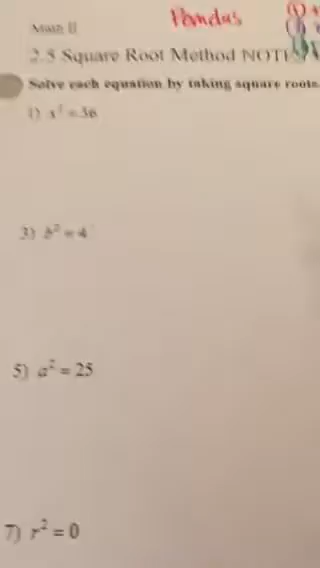 Math II
Pemdas
2.5 Square Root Method NOTES
Solve each equation by taking square roots.
1) x² = 36
3) b² = 4
5) a² = 25
7) r² = 0